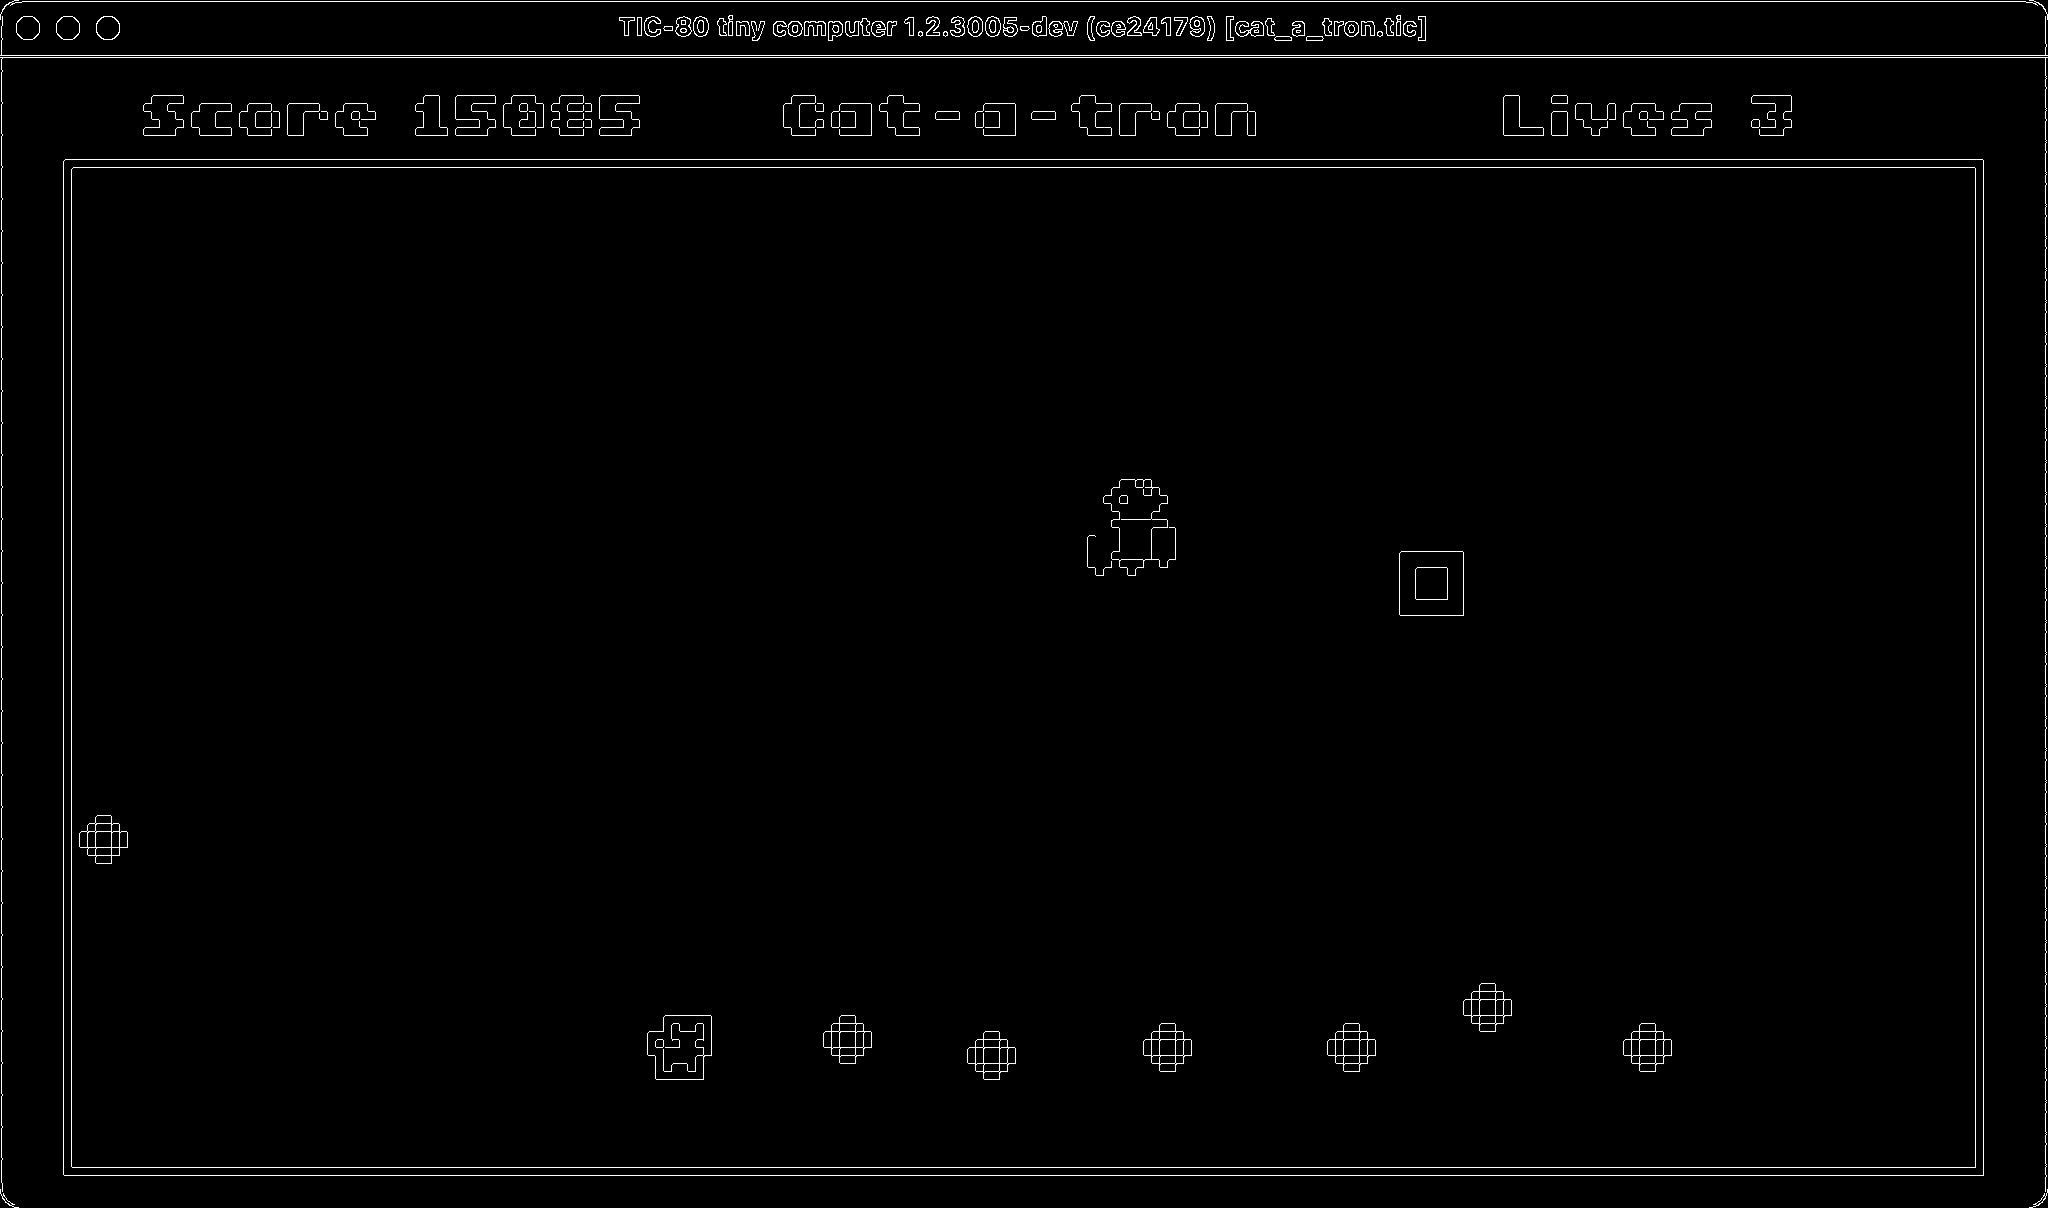 TIC-80 tiny computer 1.2.3005-dev (ce24179) [cat_a_tron.tic]
Score 15085 Cat-a-tron Lives 3